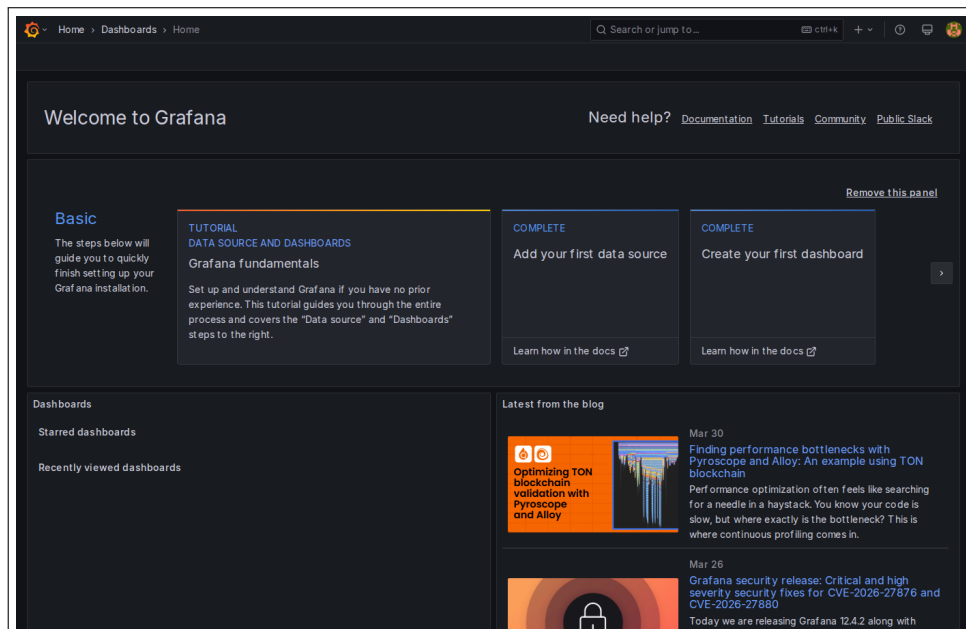 Home › Dashboards › Home
Search or jump to...
ctrl+k
Welcome to Grafana
Need help?
Documentation
Tutorials
Community
Public Slack
Remove this panel
Basic
The steps below will
guide you to quickly
finish setting up your
Grafana installation.
TUTORIAL
DATA SOURCE AND DASHBOARDS
Grafana fundamentals
Set up and understand Grafana if you have no prior
experience. This tutorial guides you through the entire
process and covers the “Data source” and “Dashboards”
steps to the right.
COMPLETE
Add your first data source
Learn how in the docs
COMPLETE
Create your first dashboard
Learn how in the docs
Dashboards
Starred dashboards
Recently viewed dashboards
Latest from the blog
Optimizing TON
blockchain
validation with
Pyroscope
and Alloy
Mar 30
Finding performance bottlenecks with
Pyroscope and Alloy: An example using TON
blockchain
Performance optimization often feels like searching
for a needle in a haystack. You know your code is
slow, but where exactly is the bottleneck? This is
where continuous profiling comes in.
Mar 26
Grafana security release: Critical and high
severity security fixes for CVE-2026-27876 and
CVE-2026-27880
Today we are releasing Grafana 12.4.2 along with